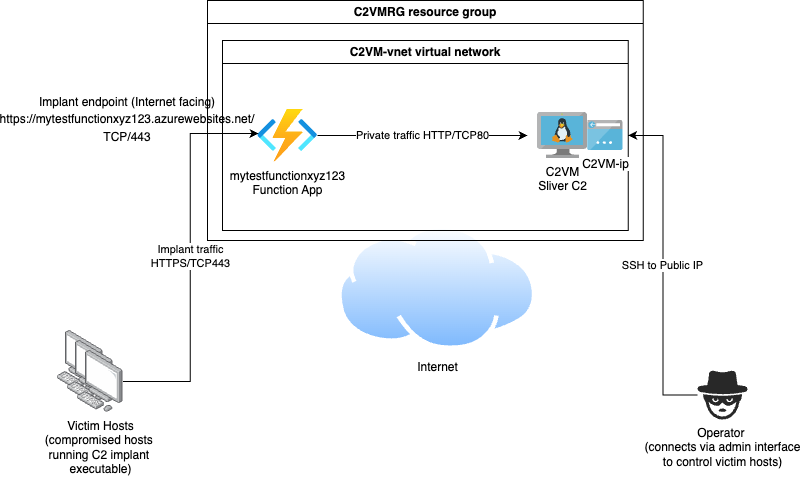 C2VMRG resource group
C2VM-vnet virtual network
Implant endpoint (Internet facing)
https://mytestfunctionxyz123.azurewebsites.net/
TCP/443
Private traffic HTTP/TCP80
mytestfunctionxyz123
Function App
C2VM-ip
C2VM
Sliver C2
Implant traffic
HTTPS/TCP443
SSH to Public IP
Internet
Victim Hosts
(compromised hosts
running C2 implant
executable)
Operator
(connects via admin interface
to control victim hosts)